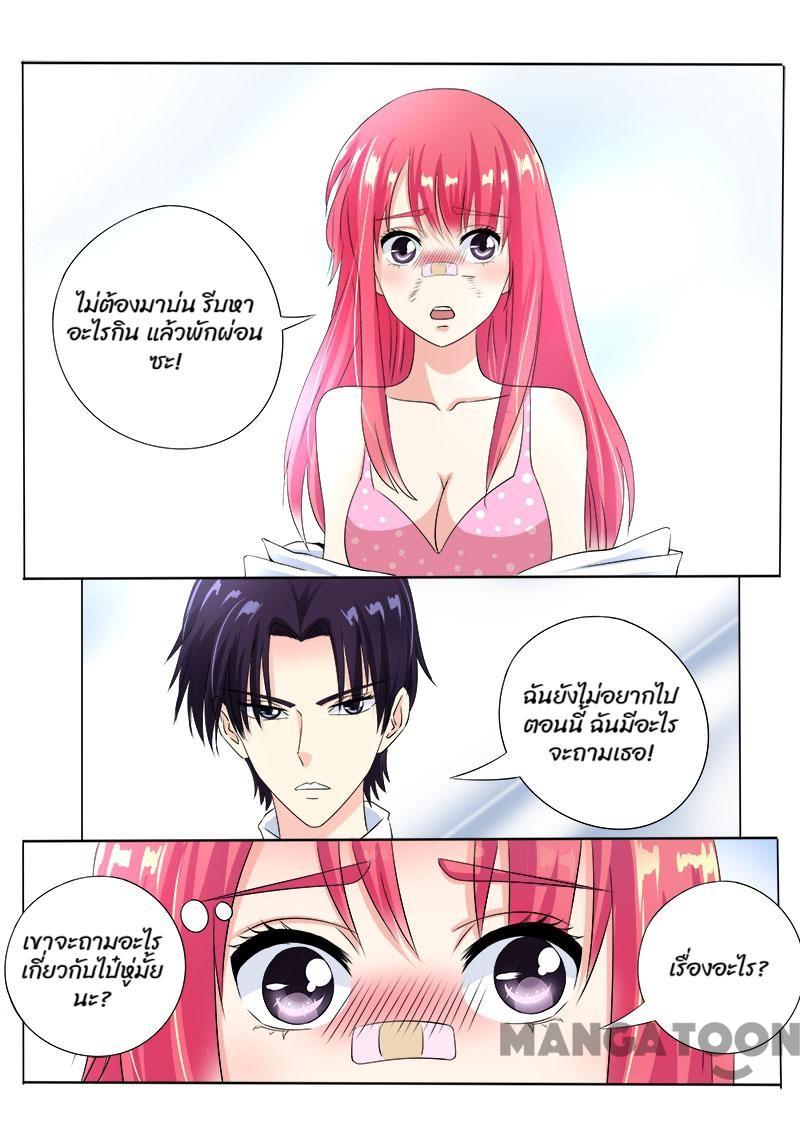 ไม่ต้องมาบ่น รีบหา
อะไรกิน แล้วพักผ่อน
ซะ!
ฉันยังไม่อยากไป
ตอนนี้ ฉันมีอะไร
จะถามเธอ!
เขาจะถามอะไร
เกี่ยวกับไป๋หู่มั้ย
นะ?
เรื่องอะไร?
MANGATOON